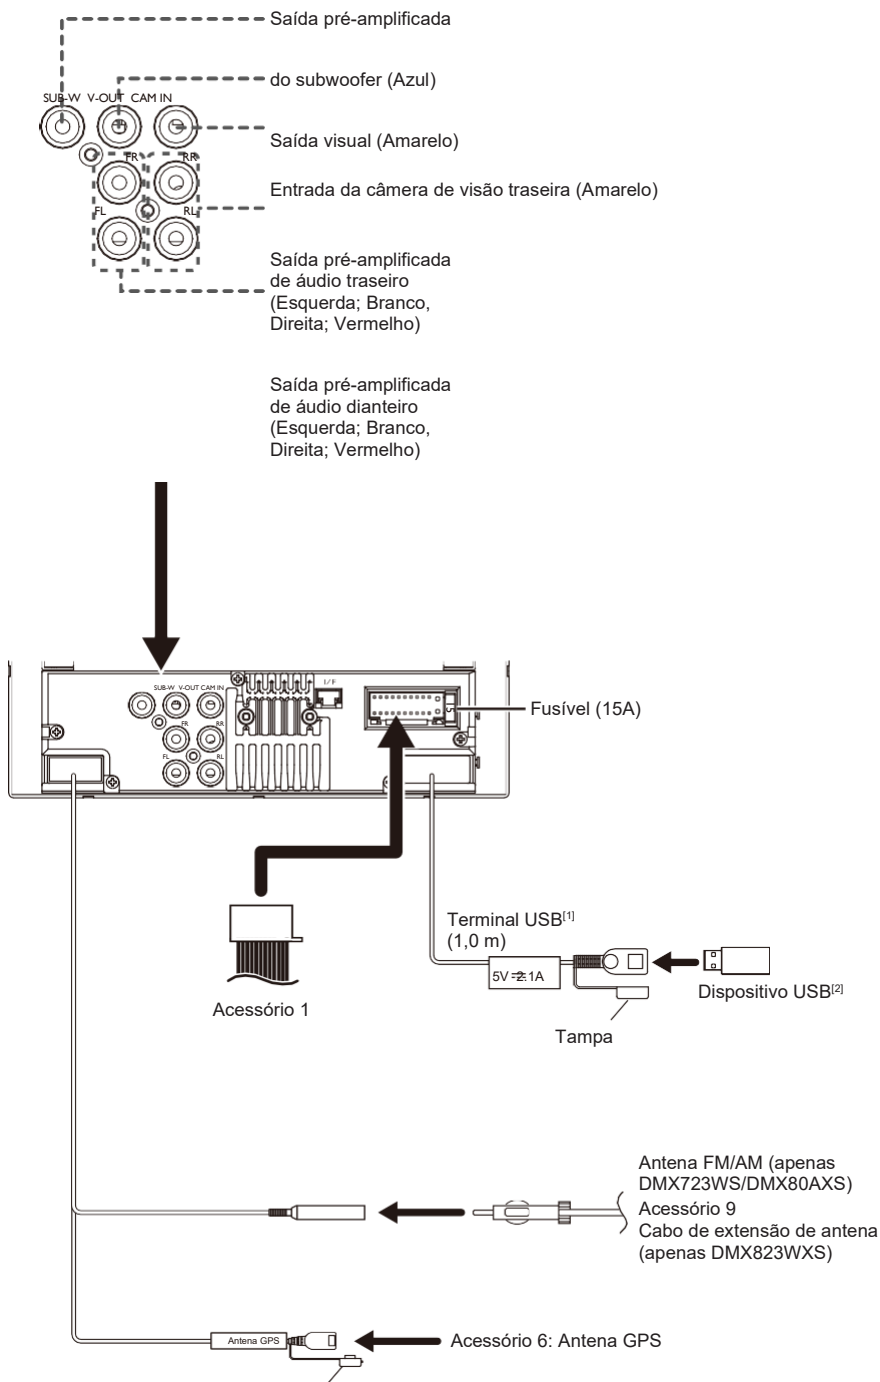 Saída pré-amplificada
do subwoofer (Azul)
SUB-W V-OUT CAM IN
Saída visual (Amarelo)
FR RR
Entrada da câmera de visão traseira (Amarelo)
FL RL
Saída pré-amplificada
de áudio traseiro
(Esquerda; Branco,
Direita; Vermelho)
Saída pré-amplificada
de áudio dianteiro
(Esquerda; Branco,
Direita; Vermelho)
SUB-W V-OUT CAM IN
I/F
FR RR
FL RL
Fusível (15A)
Terminal USB[1]
(1,0 m)
5V ⎓ 2.1A
Dispositivo USB[2]
Acessório 1
Tampa
Antena FM/AM (apenas
DMX723WS/DMX80AXS)
Acessório 9
Cabo de extensão de antena
(apenas DMX823WXS)
Antena GPS
Acessório 6: Antena GPS